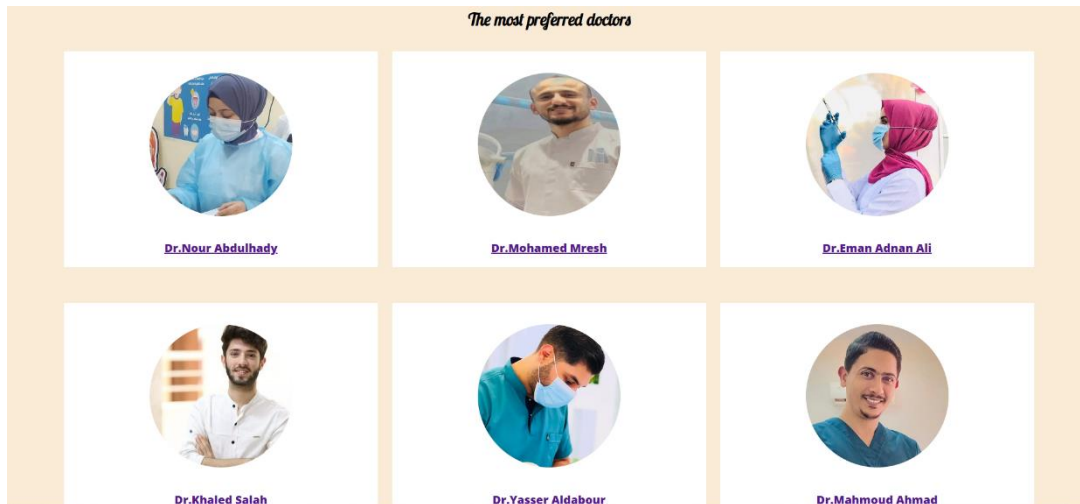 The most preferred doctors
Dr.Nour Abdulhady
Dr.Mohamed Mresh
Dr.Eman Adnan Ali
Dr.Khaled Salah
Dr.Yasser Aldabour
Dr.Mahmoud Ahmad